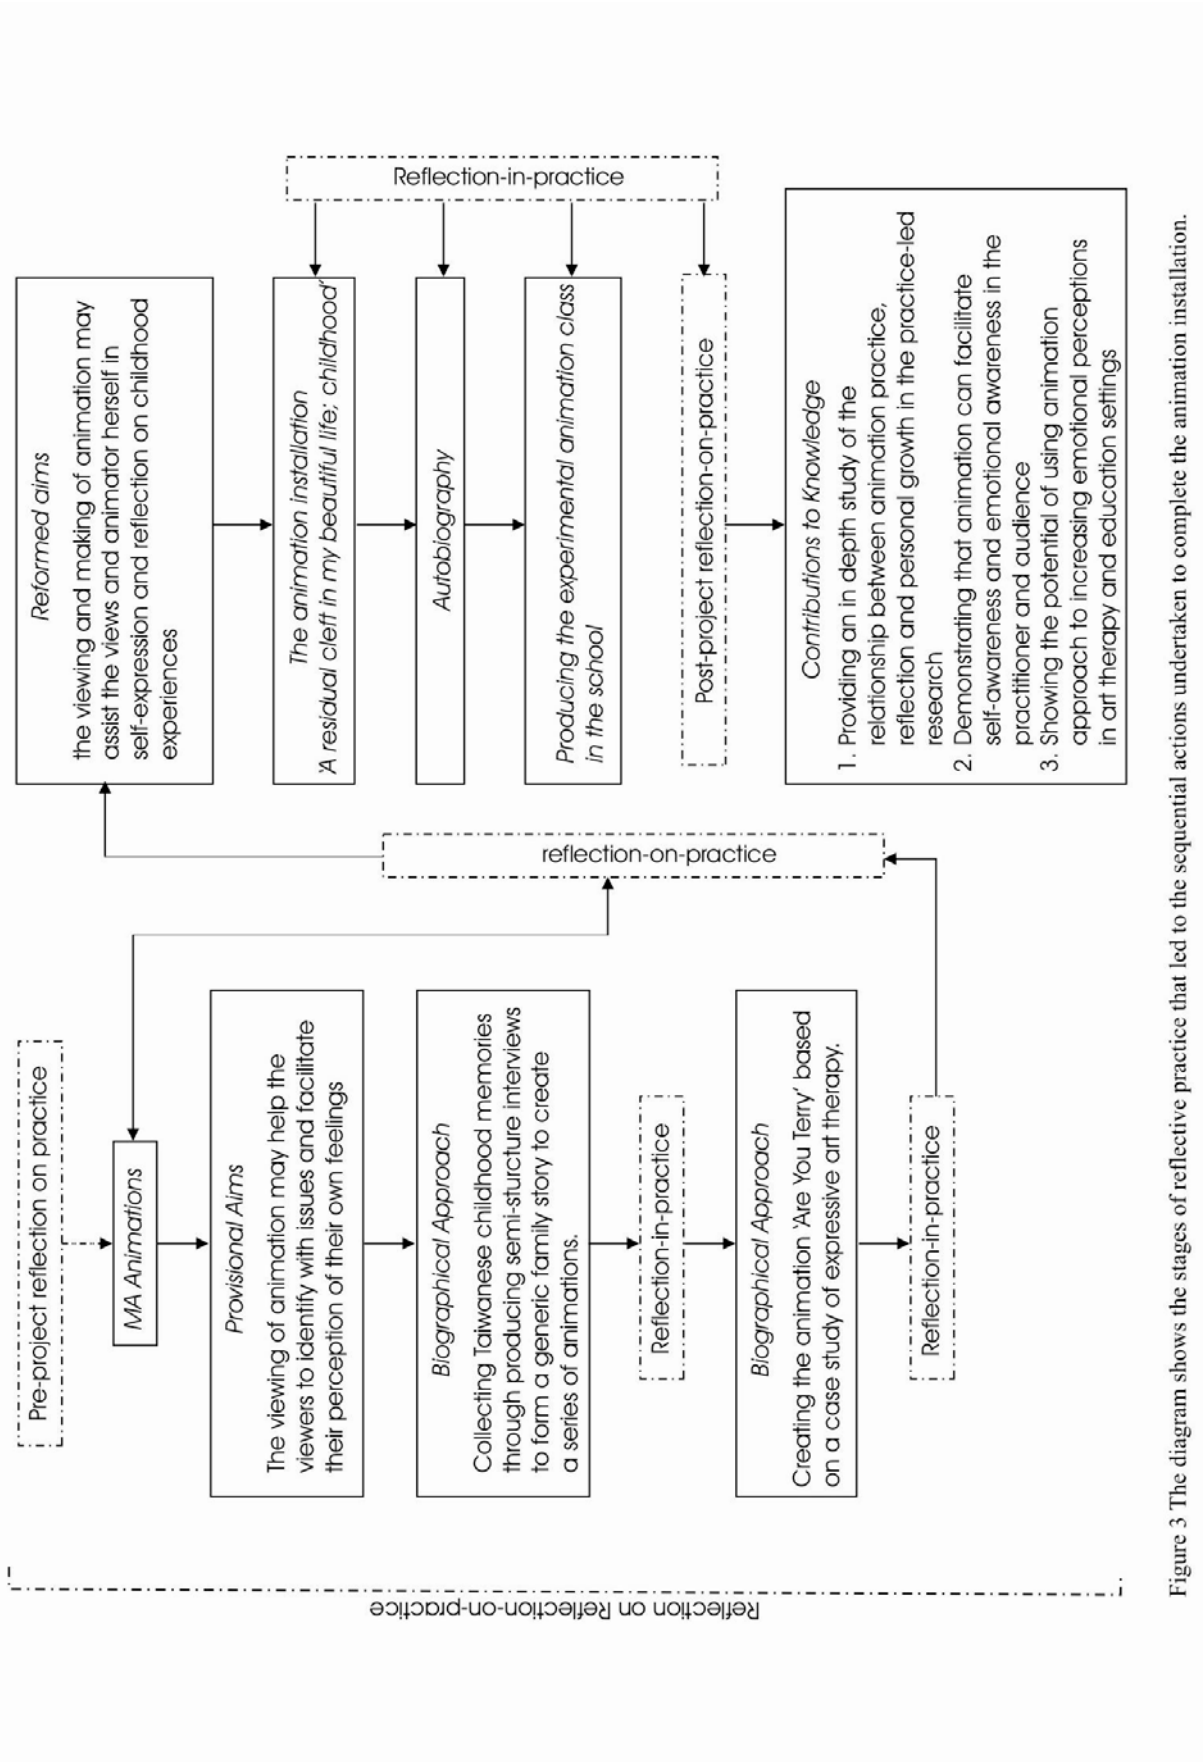 Reflection on Reflection-on-practice
Pre-project reflection on practice
MA Animations
Provisional Aims
The viewing of animation may help the
viewers to identify with issues and facilitate
their perception of their own feelings
Biographical Approach
Collecting Taiwanese childhood memories
through producing semi-sturcture interviews
to form a generic family story to create
a series of animations.
Reflection-in-practice
Biographical Approach
Creating the animation 'Are You Terry' based
on a case study of expressive art therapy.
Reflection-in-practice
reflection-on-practice
Reformed aims
the viewing and making of animation may
assist the views and animator herself in
self-expression and reflection on childhood
experiences
The animation installation
'A residual cleft in my beautiful life; childhood'
Autobiography
Producing the experimental animation class
in the school
Reflection-in-practice
Post-project reflection-on-practice
Contributions to Knowledge
1. Providing an in depth study of the
relationship between animation practice,
reflection and personal growth in the practice-led
research
2. Demonstrating that animation can facilitate
self-awareness and emotional awareness in the
practitioner and audience
3. Showing the potential of using animation
approach to increasing emotional perceptions
in art therapy and education settings
Figure 3 The diagram shows the stages of reflective practice that led to the sequential actions undertaken to complete the animation installation.